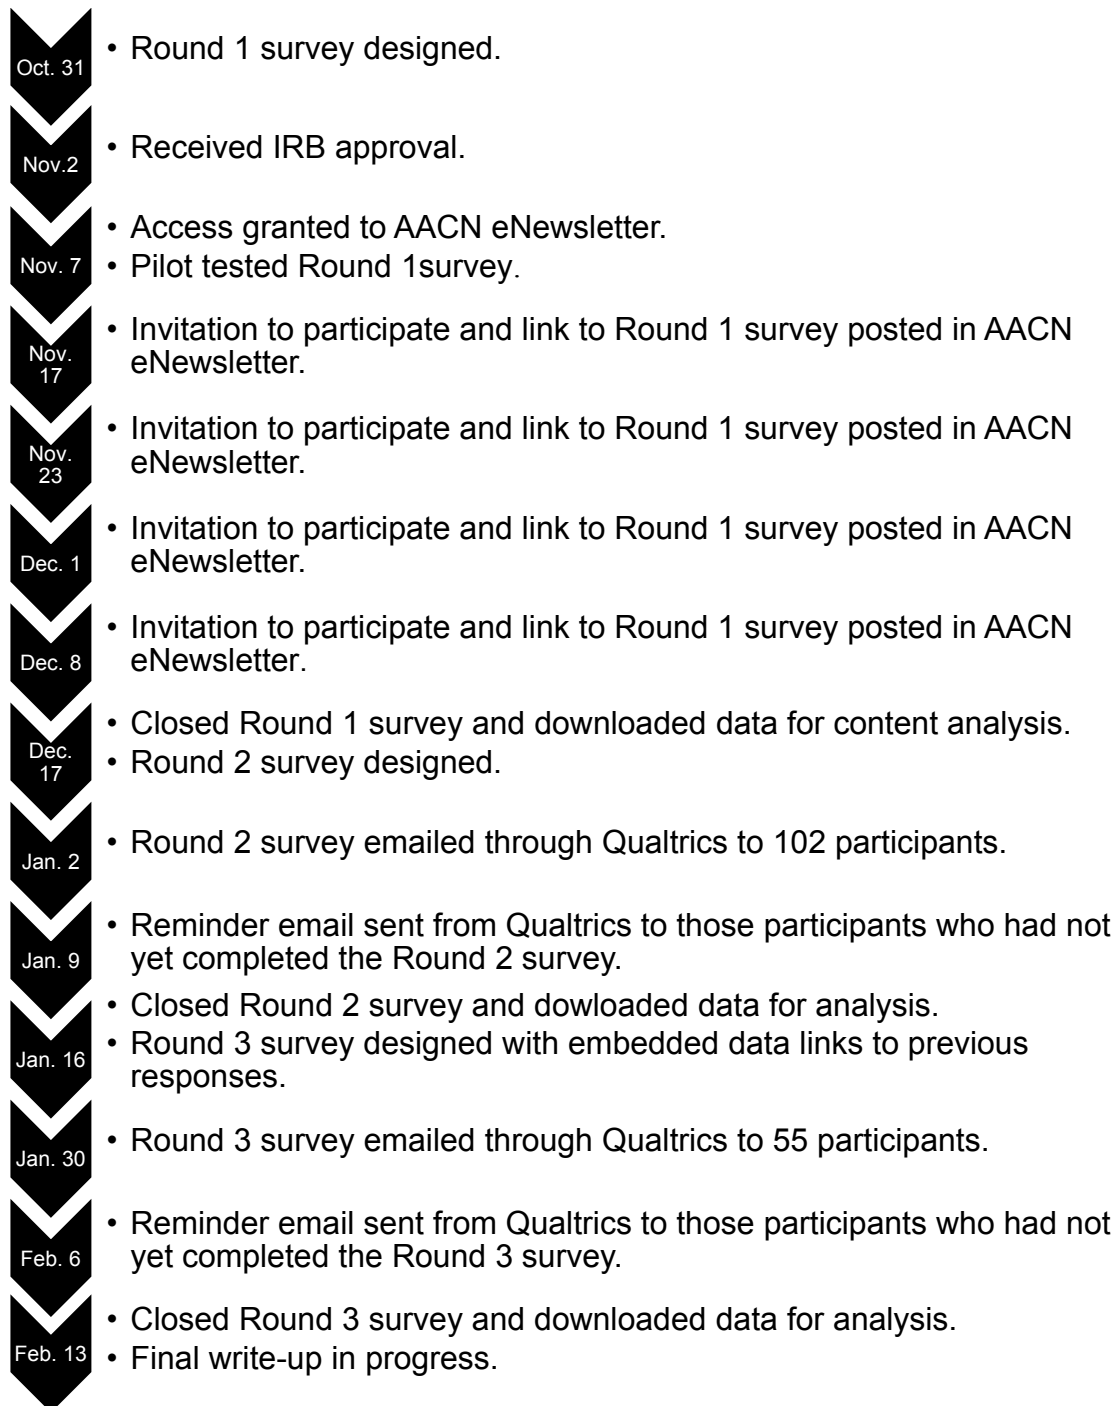 Oct. 31
• Round 1 survey designed.
Nov.2
• Received IRB approval.
Nov. 7
• Access granted to AACN eNewsletter.
• Pilot tested Round 1survey.
Nov.
17
• Invitation to participate and link to Round 1 survey posted in AACN
eNewsletter.
Nov.
23
• Invitation to participate and link to Round 1 survey posted in AACN
eNewsletter.
Dec. 1
• Invitation to participate and link to Round 1 survey posted in AACN
eNewsletter.
Dec. 8
• Invitation to participate and link to Round 1 survey posted in AACN
eNewsletter.
Dec.
17
• Closed Round 1 survey and downloaded data for content analysis.
• Round 2 survey designed.
Jan. 2
• Round 2 survey emailed through Qualtrics to 102 participants.
Jan. 9
• Reminder email sent from Qualtrics to those participants who had not
yet completed the Round 2 survey.
Jan. 16
• Closed Round 2 survey and dowloaded data for analysis.
• Round 3 survey designed with embedded data links to previous
responses.
Jan. 30
• Round 3 survey emailed through Qualtrics to 55 participants.
Feb. 6
• Reminder email sent from Qualtrics to those participants who had not
yet completed the Round 3 survey.
Feb. 13
• Closed Round 3 survey and downloaded data for analysis.
• Final write-up in progress.